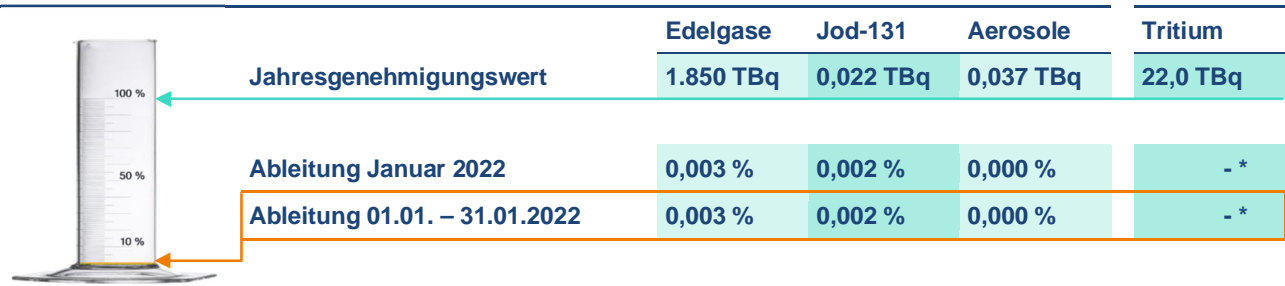 Edelgase Jod-131 Aerosole Tritium
Jahresgenehmigungswert 1.850 TBq 0,022 TBq 0,037 TBq 22,0 TBq
100 %
Ableitung Januar 2022 0,003 % 0,002 % 0,000 % - *
50 %
Ableitung 01.01. – 31.01.2022 0,003 % 0,002 % 0,000 % - *
10 %